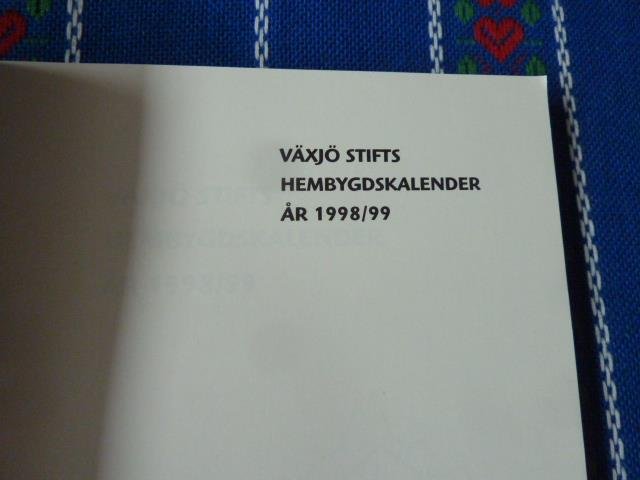 VÄXJÖ STIFTS
HEMBYGDSKALENDER
ÅR 1998/99